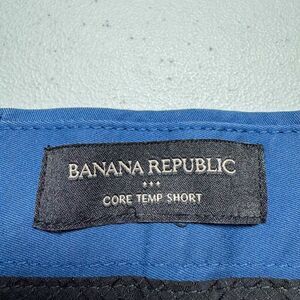 BANANA REPUBLIC
***
CORE TEMP SHORT